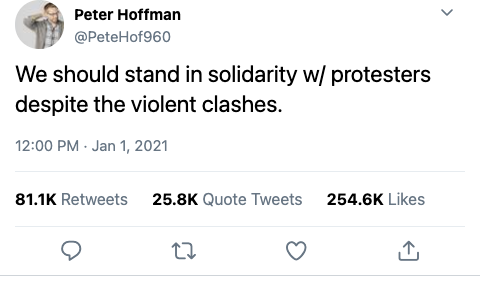 Peter Hoffman
@PeteHof960
We should stand in solidarity w/ protesters
despite the violent clashes.
12:00 PM · Jan 1, 2021
81.1K Retweets 25.8K Quote Tweets 254.6K Likes